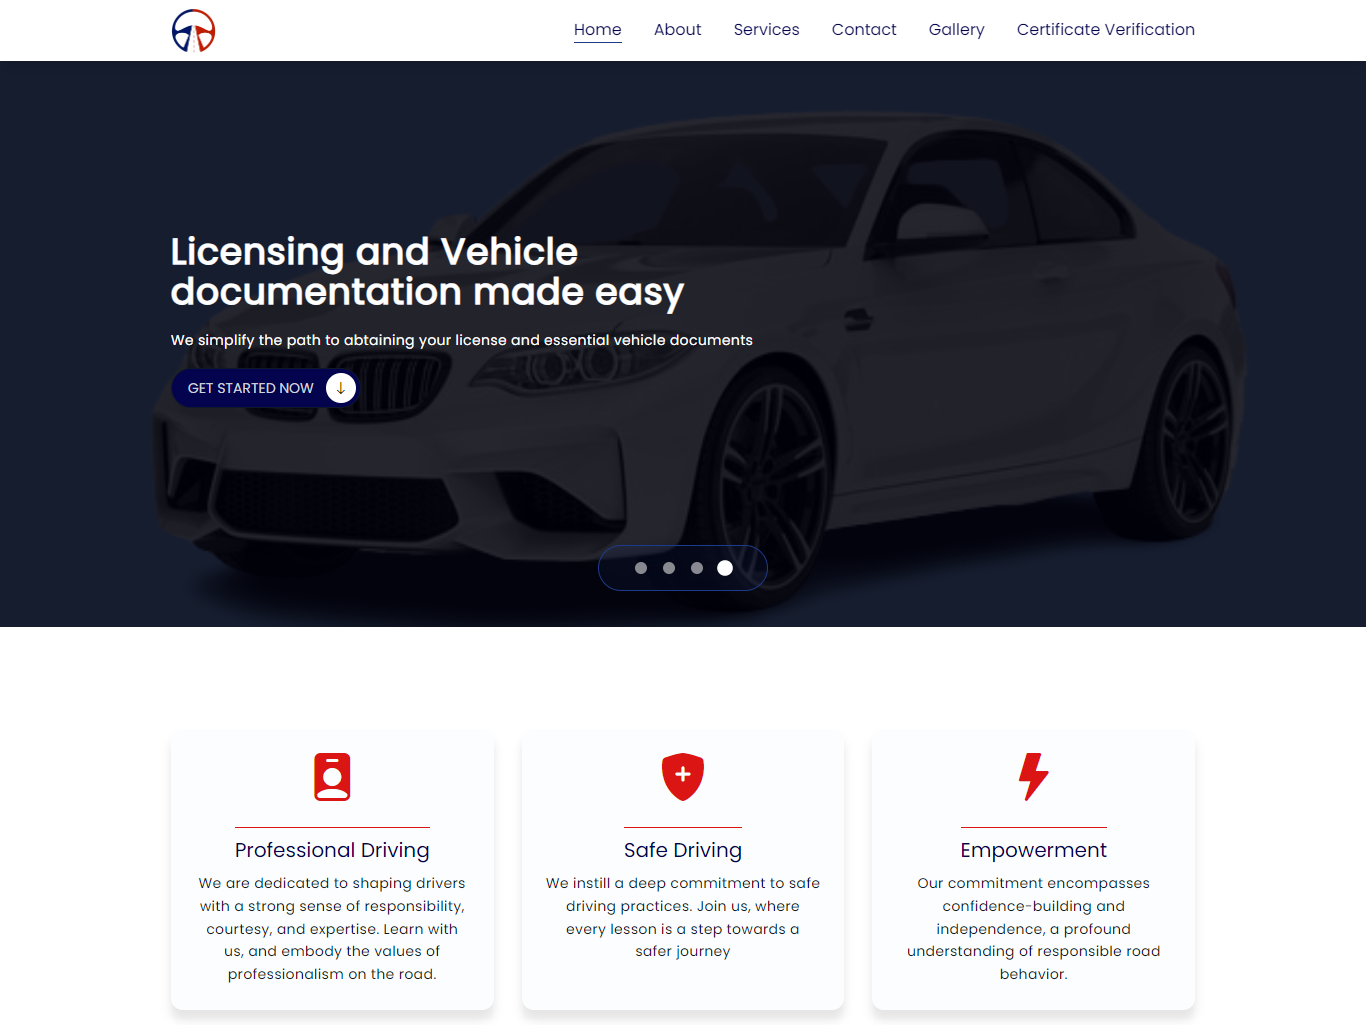 Home About Services Contact Gallery Certificate Verification
Licensing and Vehicle
documentation made easy
We simplify the path to abtaining your license and essential vehicle documents
GET STARTED NOW
Professional Driving
We are dedicated to shaping drivers
with a strong sense of responsibility,
courtesy, and expertise. Learn with
us, and embody the values of
professionalism on the road.
Safe Driving
We instill a deep commitment to safe
driving practices. Join us, where
every lesson is a step towards a
safer journey
Empowerment
Our commitment encompasses
confidence-building and
independence, a profound
understanding of responsible road
behavior.